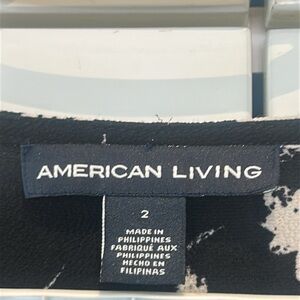 AMERICAN LIVING
2
MADE IN
PHILIPPINES
FABRIQUÉ AUX
PHILIPPINES
HECHO EN
FILIPINAS